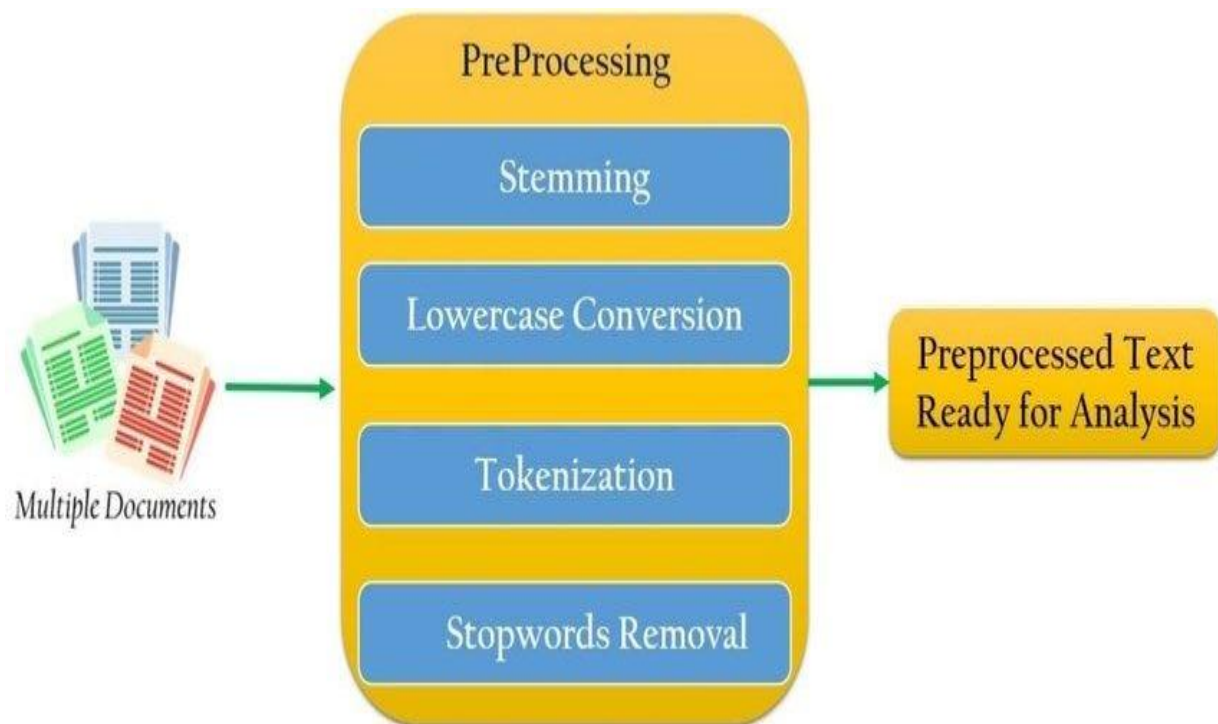 PreProcessing
Stemming
Lowercase Conversion
Tokenization
Stopwords Removal
Multiple Documents
Preprocessed Text
Ready for Analysis